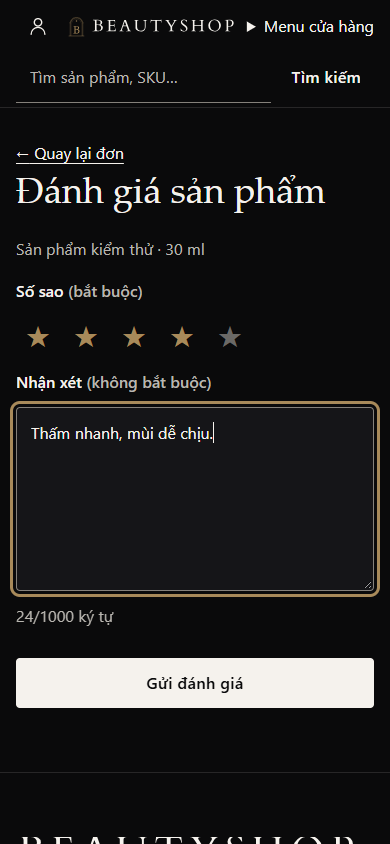 B BEAUTYSHOP ▶ Menu cửa hàng
Tìm sản phẩm, SKU... Tìm kiếm
← Quay lại đơn
Đánh giá sản phẩm
Sản phẩm kiểm thử · 30 ml
Số sao (bắt buộc)
★ ★ ★ ★ ★
Nhận xét (không bắt buộc)
Thấm nhanh, mùi dễ chịu.
24/1000 ký tự
Gửi đánh giá
BEAUTYSHOP